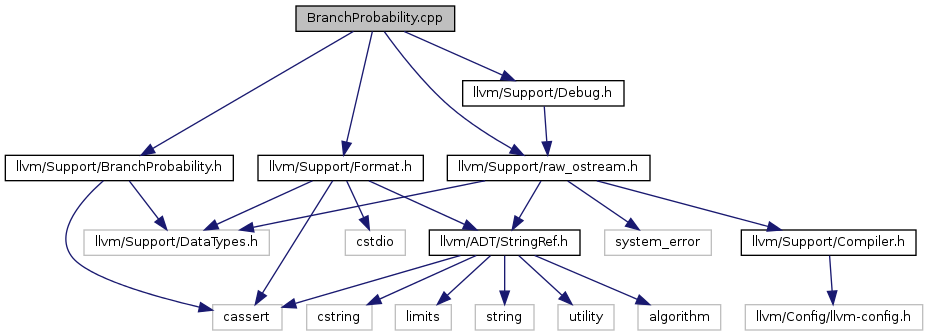 BranchProbability.cpp
llvm/Support/Debug.h
llvm/Support/BranchProbability.h
llvm/Support/Format.h
llvm/Support/raw_ostream.h
llvm/Support/DataTypes.h
cstdio
llvm/ADT/StringRef.h
system_error
llvm/Support/Compiler.h
cassert
cstring
limits
string
utility
algorithm
llvm/Config/llvm-config.h